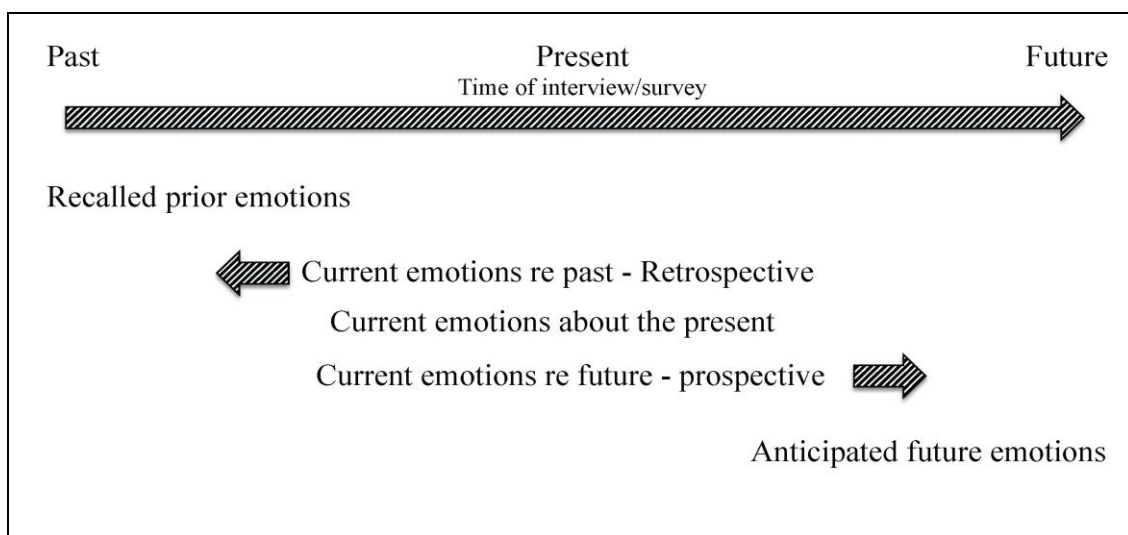 Past Present Future
Time of interview/survey
Recalled prior emotions
Current emotions re past - Retrospective
Current emotions about the present
Current emotions re future - prospective
Anticipated future emotions